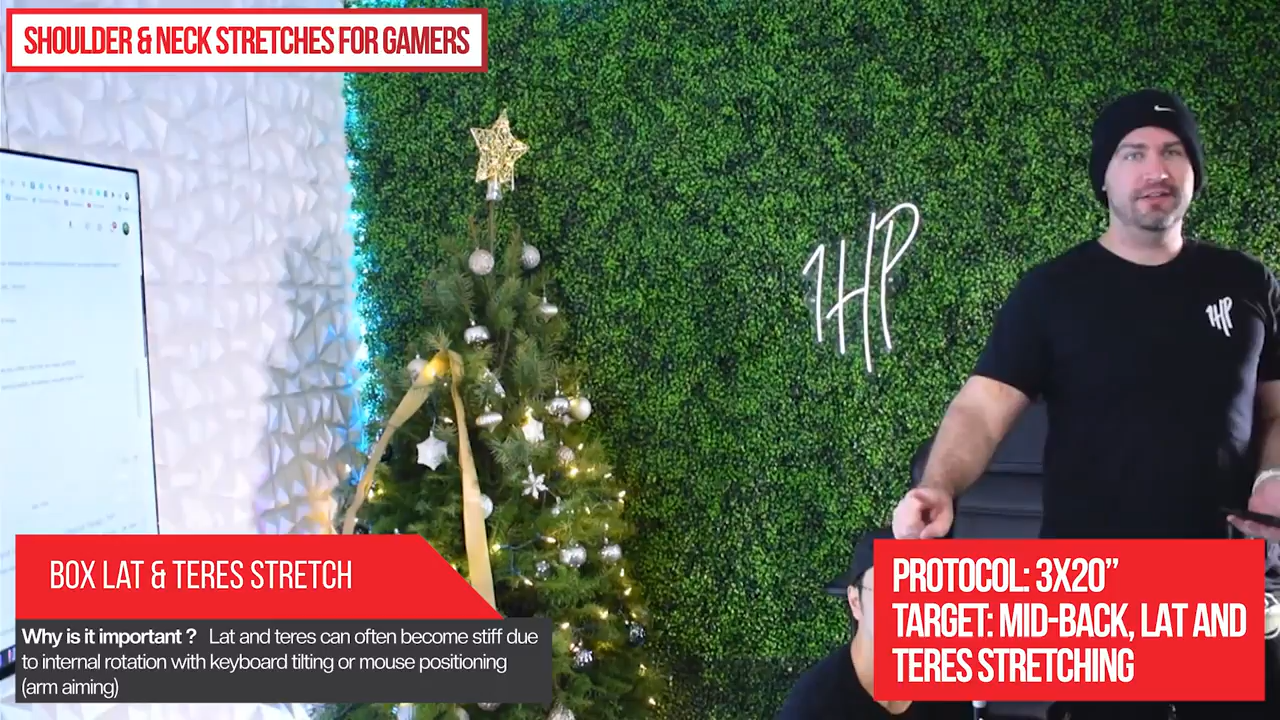 SHOULDER & NECK STRETCHES FOR GAMERS
1HP
1HP
BOX LAT & TERES STRETCH
Why is it important ? Lat and teres can often become stiff due
to internal rotation with keyboard tilting or mouse positioning
(arm aiming)
PROTOCOL: 3X20”
TARGET: MID-BACK, LAT AND
TERES STRETCHING